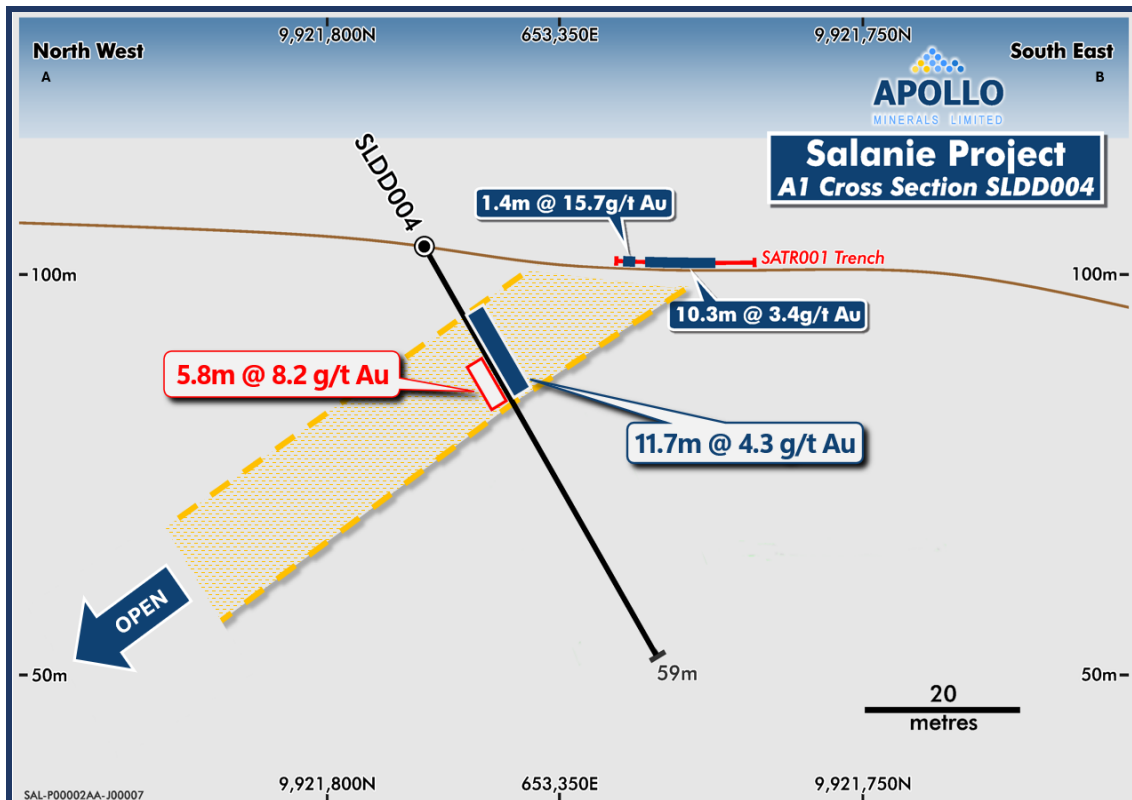 9,921,800N
653,350E
9,921,750N
North West
South East
A
B
APOLLO
MINERALS LIMITED
SLDD004
Salanie Project
A1 Cross Section SLDD004
1.4m @ 15.7g/t Au
SATR001 Trench
100m
100m
10.3m @ 3.4g/t Au
5.8m @ 8.2 g/t Au
11.7m @ 4.3 g/t Au
OPEN
50m
59m
50m
20
metres
9,921,800N
653,350E
9,921,750N
SAL-P00002AA-J00007